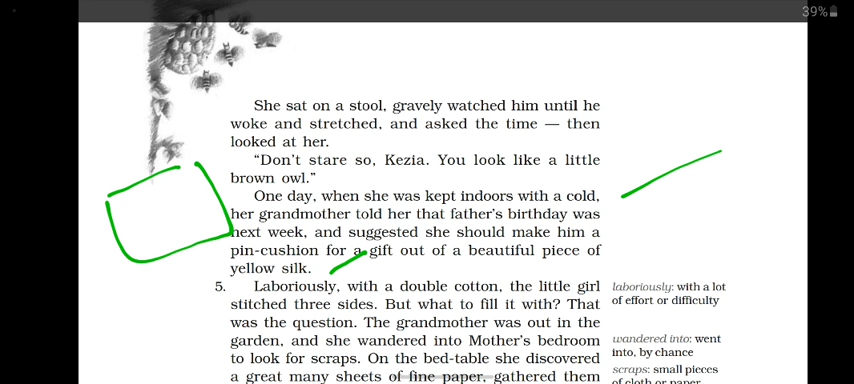 39%
She sat on a stool, gravely watched him until he
woke and stretched, and asked the time — then
looked at her.
“Don’t stare so, Kezia. You look like a little
brown owl.”
One day, when she was kept indoors with a cold,
her grandmother told her that father’s birthday was
next week, and suggested she should make him a
pin-cushion for a gift out of a beautiful piece of
yellow silk.
5. Laboriously, with a double cotton, the little girl
stitched three sides. But what to fill it with? That
was the question. The grandmother was out in the
garden, and she wandered into Mother’s bedroom
to look for scraps. On the bed-table she discovered
a great many sheets of fine paper, gathered them
laboriously: with a lot
of effort or difficulty
wandered into: went
into, by chance
scraps: small pieces
of cloth or paper